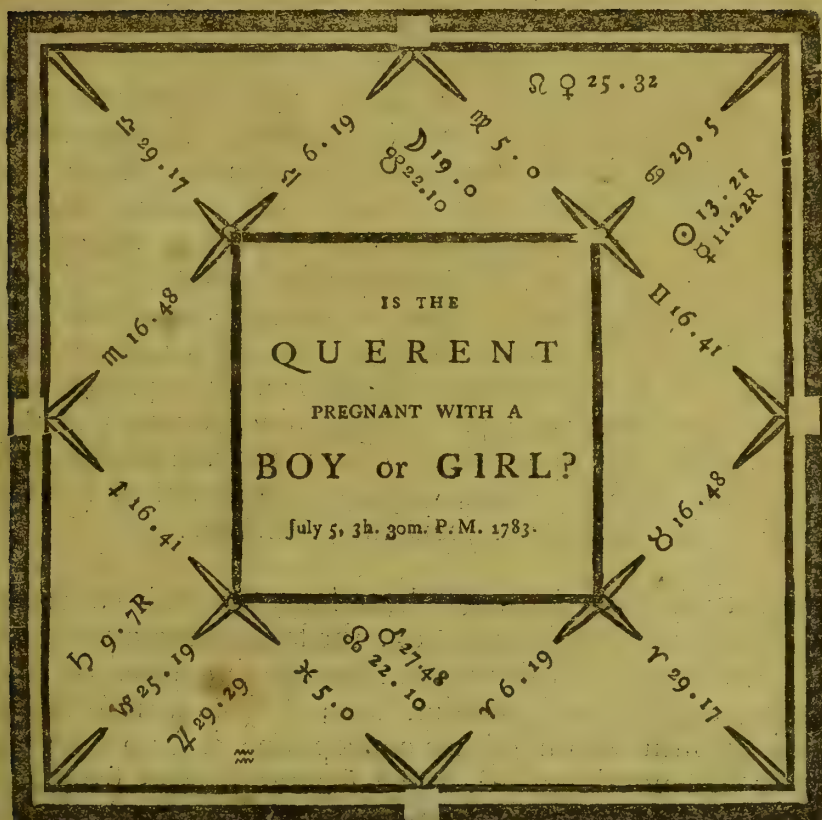 ♌ ♀ 25.32
♎ 29.17
♎ 6.19
☽ 19.0
☋ 22.10
♍ 5.0
♋ 29.5
☉ 13.21
☿ 11.22R
♊ 16.41
♏ 16.48
IS THE
QUERENT
PREGNANT WITH A
BOY or GIRL?
July 5, 3h. 30m. P.M. 1783.
♐ 16.41
♉ 16.48
♄ 9.7R
♑ 25.19
♃ 29.29
♒
♓ 5.0
♂ 27.48
☊ 22.10
♈ 6.19
♈ 29.17